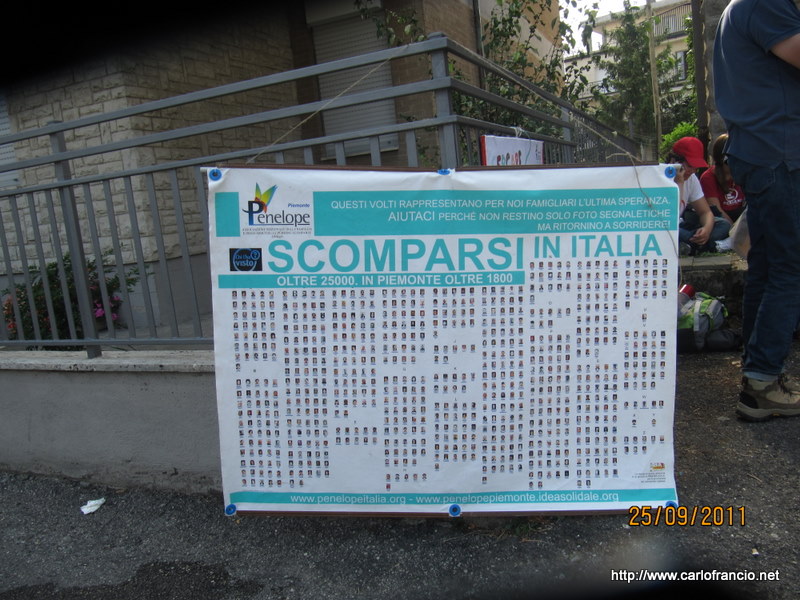 Piemonte
Penelope
QUESTI VOLTI RAPPRESENTANO PER NOI FAMIGLIARI L'ULTIMA SPERANZA.
AIUTACI PERCHÉ NON RESTINO SOLO FOTO SEGNALETICHE
MA RITORNINO A SORRIDERE!
SCOMPARSI IN ITALIA
OLTRE 25000. IN PIEMONTE OLTRE 1800
www.penelopeitalia.org - www.penelopepiemonte.ideasolidale.org
25/09/2011
http://www.carlofrancio.net